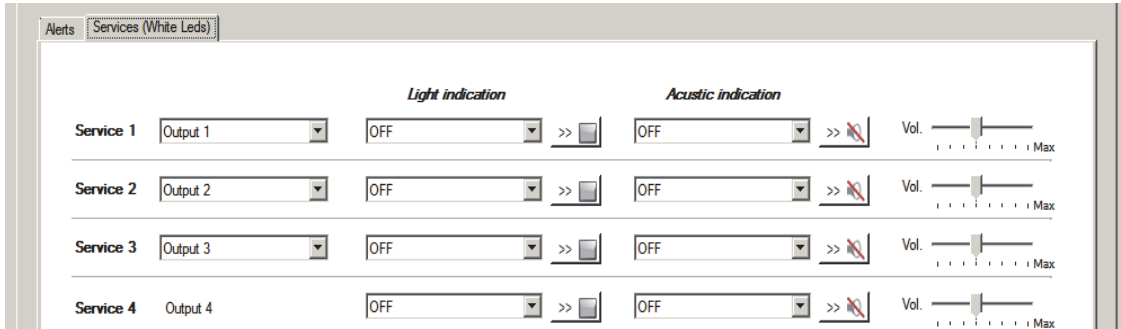 Alerts Services (White Leds)
Light indication Acustic indication
Service 1 Output 1 OFF >> OFF >> Vol. Max
Service 2 Output 2 OFF >> OFF >> Vol. Max
Service 3 Output 3 OFF >> OFF >> Vol. Max
Service 4 Output 4 OFF >> OFF >> Vol. Max